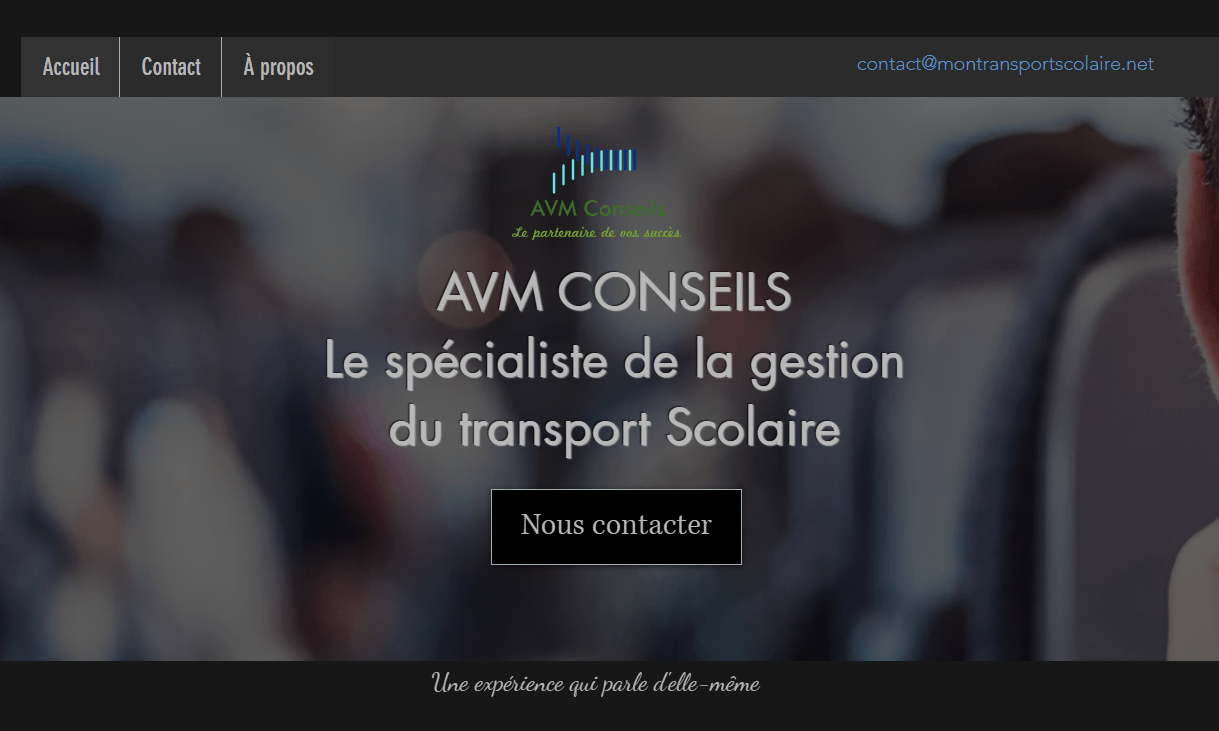 Accueil
Contact
À propos
contact@montransportscolaire.net
AVM Conseils
Le partenaire de vos succès
AVM CONSEILS
Le spécialiste de la gestion
du transport Scolaire
Nous contacter
Une expérience qui parle d'elle-même